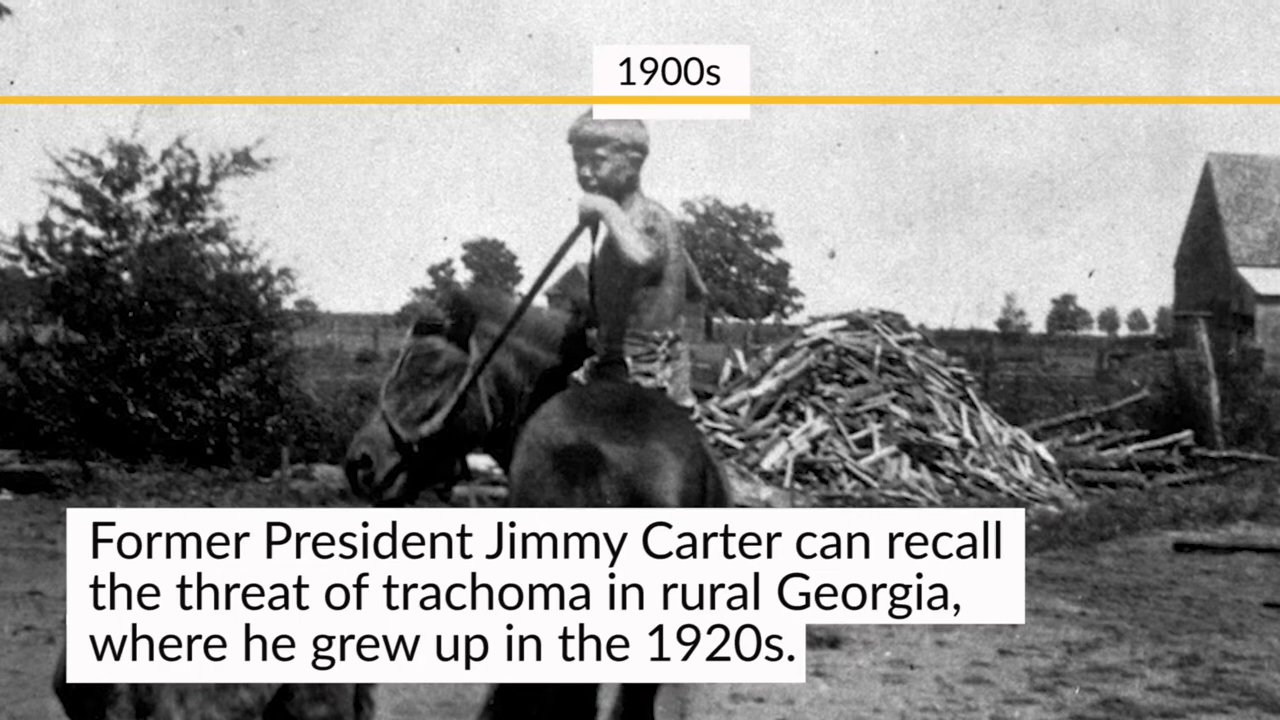 1900s
Former President Jimmy Carter can recall
the threat of trachoma in rural Georgia,
where he grew up in the 1920s.